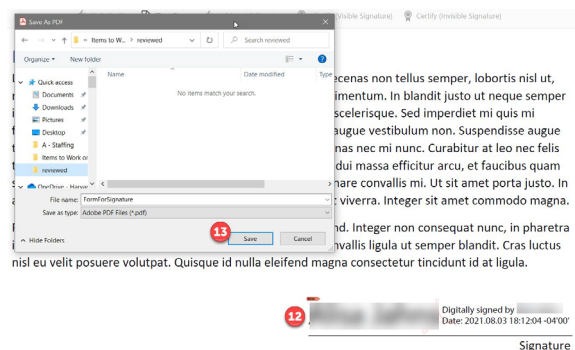 Save As PDF
(Visible Signature) Certify (Invisible Signature)
Items to W... > reviewed
Search reviewed
Organize New folder
Name Date modified Type
Quick access
Documents
Downloads
Pictures
Desktop
A - Staffing
Items to Work on
reviewed
OneDrive - Harva
No items match your search.
File name: FormForSignature
Save as type: Adobe PDF Files (*.pdf)
13
Hide Folders Save Cancel
ecenas non tellus semper, lobortis nisl ut,
imentum. In blandit justo ut neque semper
scelerisque. Sed imperdiet mi quis mi
augue vestibulum non. Suspendisse augue
nas nec mi nunc. Curabitur at leo nec felis
dui massa efficitur arcu, et faucibus quam
nare convallis mi. Ut sit amet porta justo. In
viverra. Integer sit amet commodo magna.
nd. Integer non consequat nunc, in pharetra
nvallis ligula ut semper blandit. Cras luctus
nisl eu velit posuere volutpat. Quisque id nulla eleifend magna consectetur tincidunt id at ligula.
12
Digitally signed by
Date: 2021.08.03 18:12:04 -04'00'
Signature